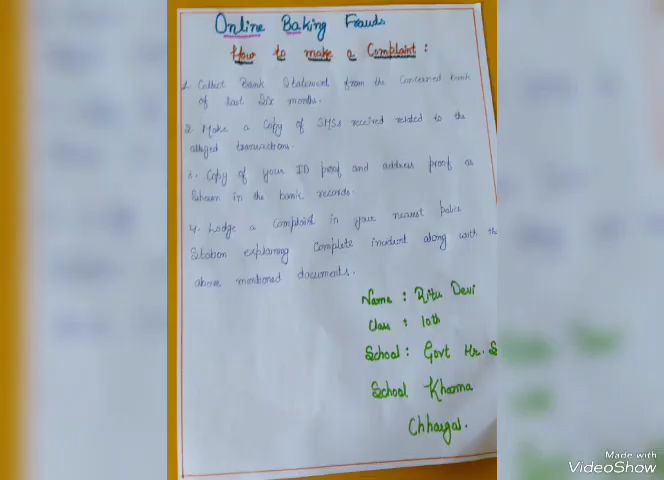 Online Baking Frauds
How to make a Complaint :
1. Collect Bank Statement from the Concerned bank
of last Six months.
2. Make a Copy of SMSs received related to the
alleged transactions.
3. Copy of your ID proof and address proof as
Shown in the bank records.
4. Lodge a complaint in your nearest police
Station explaining Complete incident along with the
above mentioned documents.
Name : Ritu Devi
Class : 10th
School : Govt Hr. S
School Kharna
Chhargal.
Made with
VideoShow